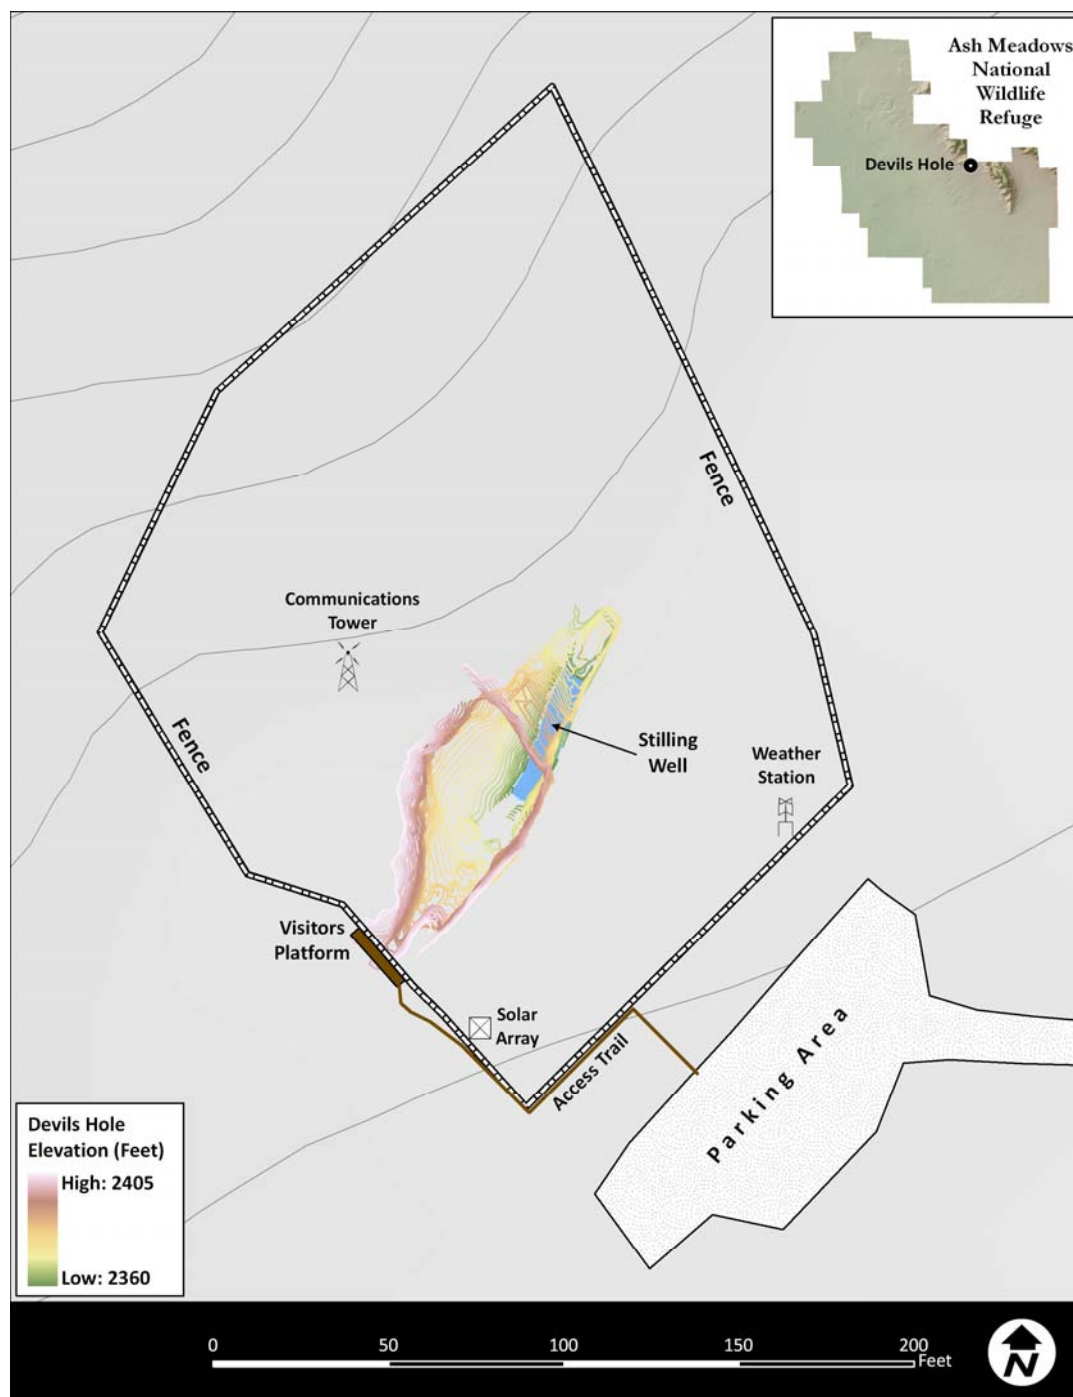 Ash Meadows
National
Wildlife
Refuge
Devils Hole
Fence
Communications
Tower
Fence
Stilling
Well
Weather
Station
Visitors
Platform
Solar
Array
Access Trail
Parking Area
Devils Hole
Elevation (Feet)
High: 2405
Low: 2360
0 50 100 150 200
Feet
N